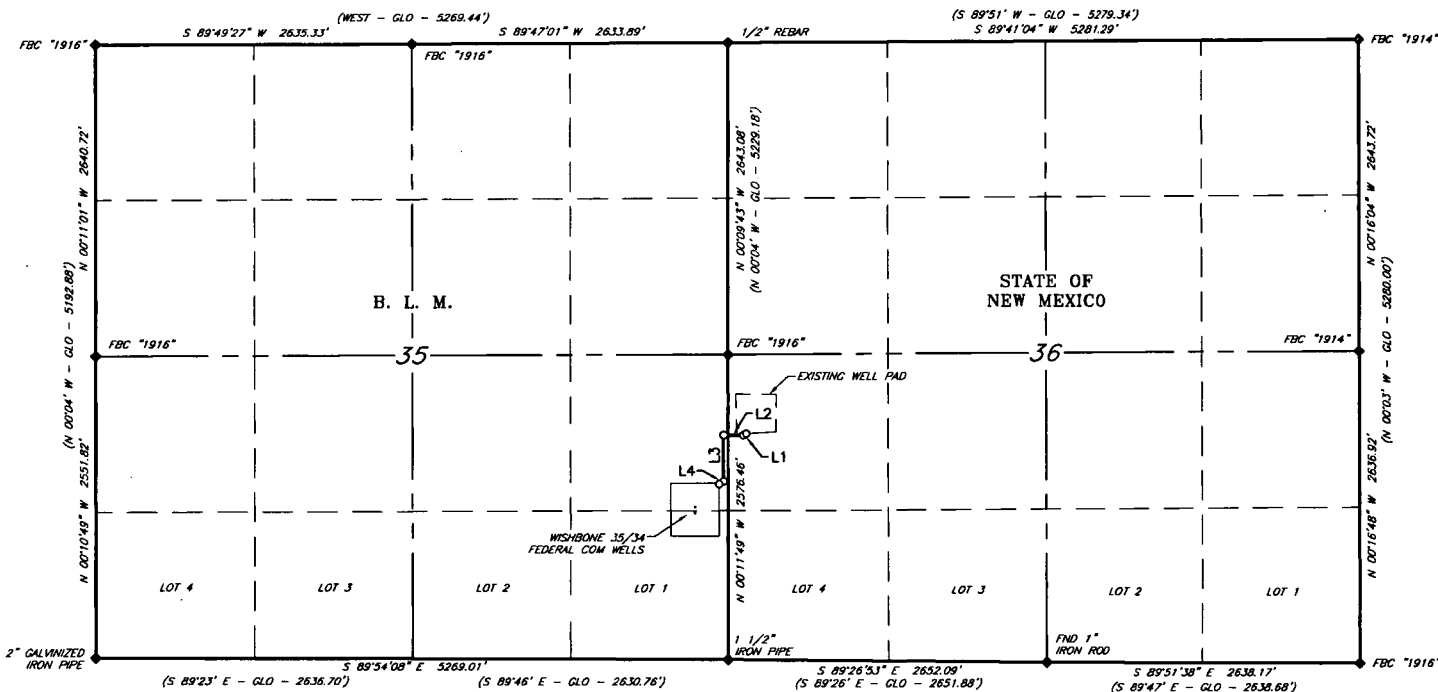 (WEST - GLO - 5269.44')
(S 89°51' W - GLO - 5279.34')
S 89°49'27" W 2635.33'
S 89°47'01" W 2633.89'
S 89°41'04" W 5281.29'
FBC "1916"
FBC "1916"
1/2" REBAR
FBC "1914"
N 00°11'01" W 2640.72'
N 00°09'43" W 2643.08'
(N 00°04' W - GLO - 5229.18')
N 00°16'04" W 2643.72'
(N 00°04' W - GLO - 5192.88')
(N 00°03' W - GLO - 5280.00')
B. L. M.
STATE OF
NEW MEXICO
FBC "1916"
35
FBC "1916"
36
FBC "1914"
EXISTING WELL PAD
L2
L1
L3
L4
N 00°10'49" W 2551.82'
N 00°11'49" W 2576.46'
N 00°16'48" W 2636.92'
WISHBONE 35/34
FEDERAL COM WELLS
LOT 4
LOT 3
LOT 2
LOT 1
LOT 4
LOT 3
LOT 2
LOT 1
2" GALVINIZED
IRON PIPE
1 1/2"
IRON PIPE
FND 1"
IRON ROD
FBC "1916"
S 89°54'08" E 5269.01'
S 89°26'53" E 2652.09'
S 89°51'38" E 2638.17'
(S 89°23' E - GLO - 2636.70')
(S 89°46' E - GLO - 2630.76')
(S 89°26' E - GLO - 2651.88')
(S 89°47' E - GLO - 2638.68')